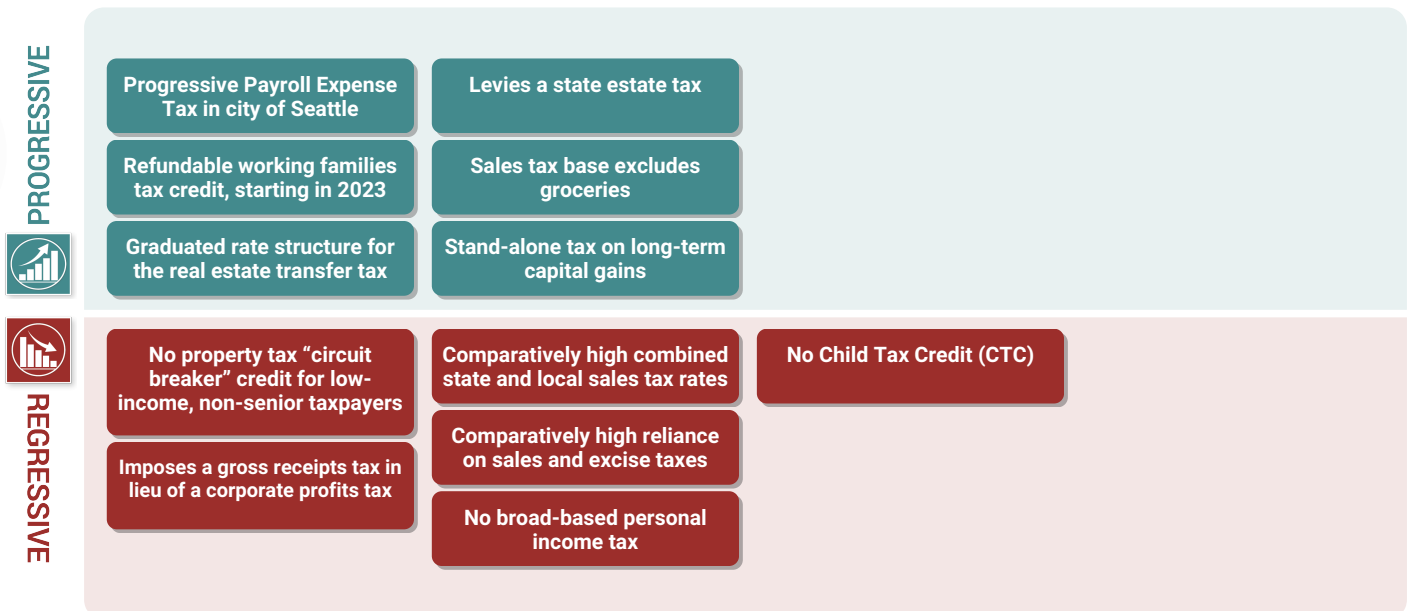 PROGRESSIVE
Progressive Payroll Expense
Tax in city of Seattle
Refundable working families
tax credit, starting in 2023
Graduated rate structure for
the real estate transfer tax
Levies a state estate tax
Sales tax base excludes
groceries
Stand-alone tax on long-term
capital gains
REGRESSIVE
No property tax “circuit
breaker” credit for low-
income, non-senior taxpayers
Imposes a gross receipts tax in
lieu of a corporate profits tax
Comparatively high combined
state and local sales tax rates
Comparatively high reliance
on sales and excise taxes
No broad-based personal
income tax
No Child Tax Credit (CTC)